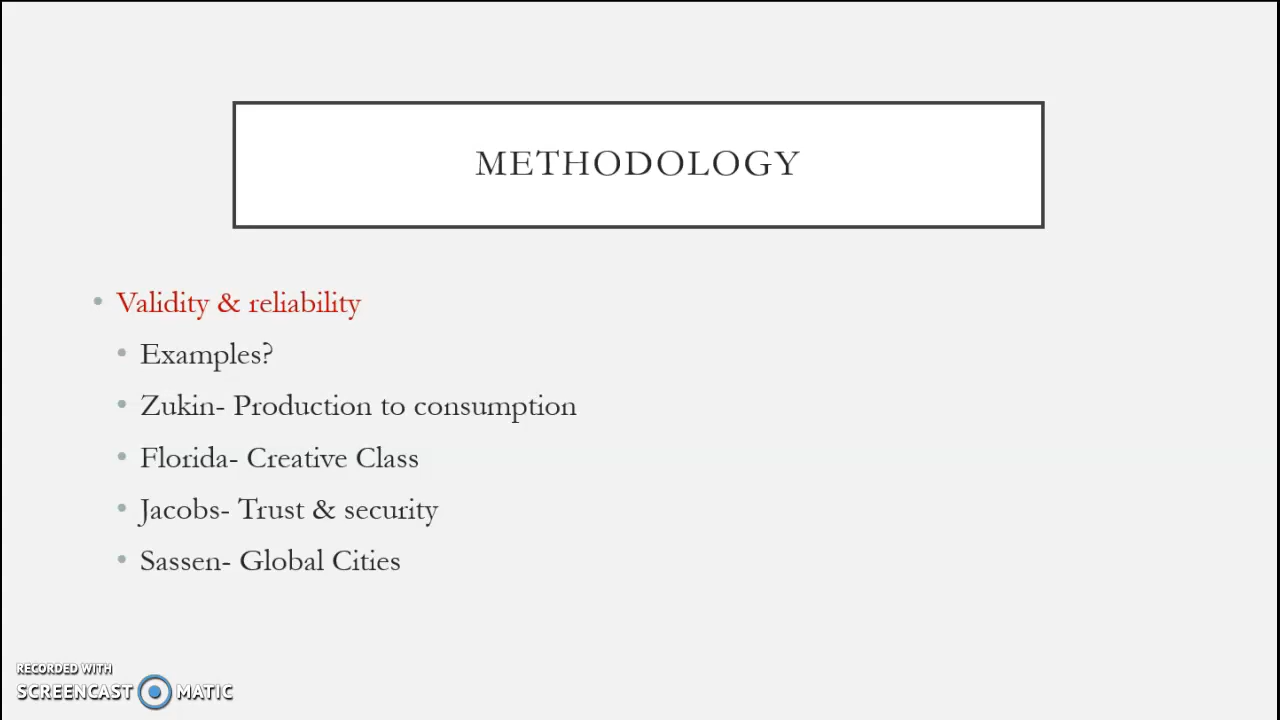 METHODOLOGY
Validity & reliability
Examples?
Zukin- Production to consumption
Florida- Creative Class
Jacobs- Trust & security
Sassen- Global Cities
RECORDED WITH
SCREENCAST MATIC